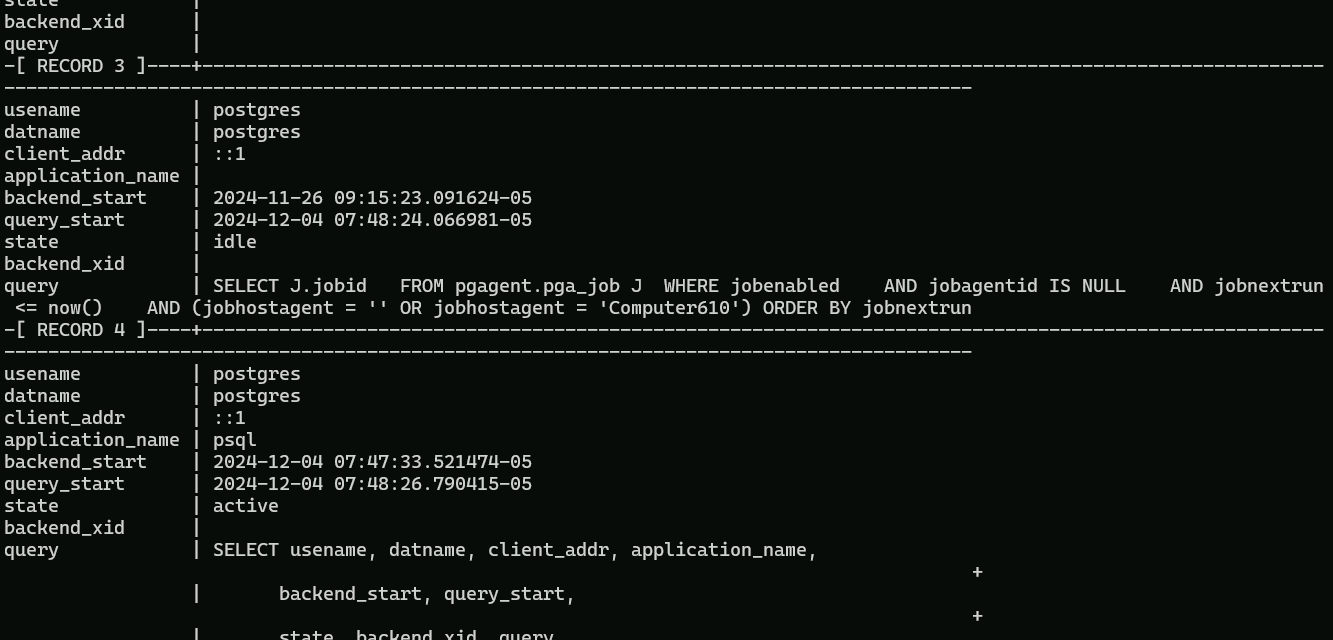 state              |
backend_xid        |
query              |
-[ RECORD 3 ]----+------------------------------------------------------------------------------------------------------
----------------------------------------------------------------------------------------
usename            | postgres
datname            | postgres
client_addr        | ::1
application_name |
backend_start      | 2024-11-26 09:15:23.091624-05
query_start        | 2024-12-04 07:48:24.066981-05
state              | idle
backend_xid        |
query              | SELECT J.jobid   FROM pgagent.pga_job J  WHERE jobenabled    AND jobagentid IS NULL    AND jobnextrun
 <= now()    AND (jobhostagent = '' OR jobhostagent = 'Computer610') ORDER BY jobnextrun
-[ RECORD 4 ]----+------------------------------------------------------------------------------------------------------
----------------------------------------------------------------------------------------
usename            | postgres
datname            | postgres
client_addr        | ::1
application_name | psql
backend_start      | 2024-12-04 07:47:33.521474-05
query_start        | 2024-12-04 07:48:26.790415-05
state              | active
backend_xid        |
query              | SELECT usename, datname, client_addr, application_name,
+
|       backend_start, query_start,
+
|       state, backend_xid, query